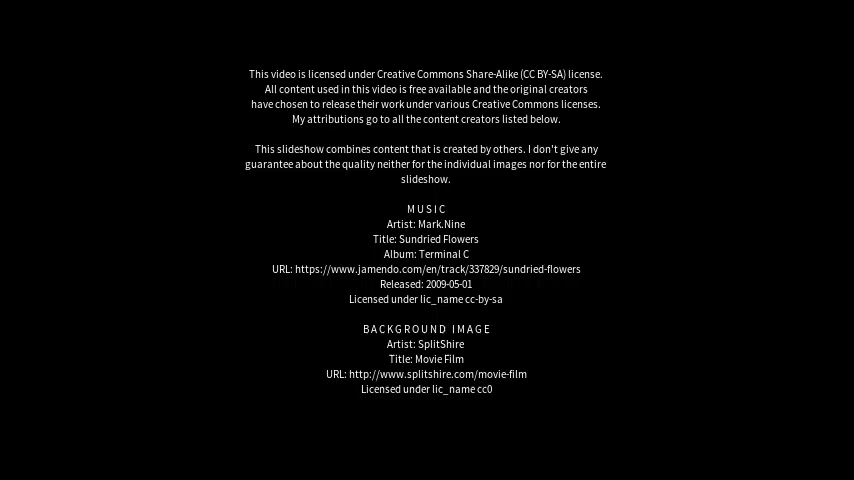 This video is licensed under Creative Commons Share-Alike (CC BY-SA) license.
All content used in this video is free available and the original creators
have chosen to release their work under various Creative Commons licenses.
My attributions go to all the content creators listed below.
This slideshow combines content that is created by others. I don't give any
guarantee about the quality neither for the individual images nor for the entire
slideshow.
MUSIC
Artist: Mark.Nine
Title: Sundried Flowers
Album: Terminal C
URL: https://www.jamendo.com/en/track/337829/sundried-flowers
Released: 2009-05-01
Licensed under lic_name cc-by-sa
BACKGROUND IMAGE
Artist: SplitShire
Title: Movie Film
URL: http://www.splitshire.com/movie-film
Licensed under lic_name cc0